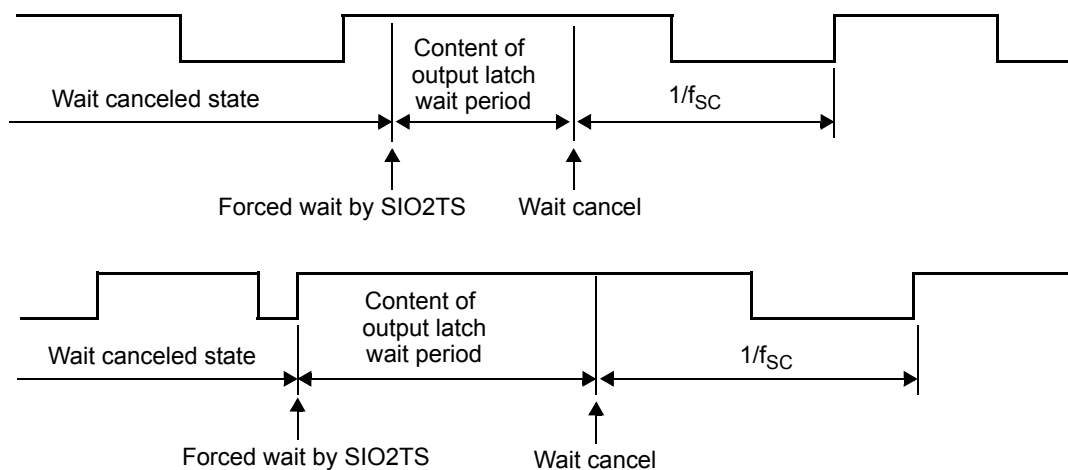 Content of
output latch
wait period
Wait canceled state
1/fSC
Forced wait by SIO2TS
Wait cancel
Content of
output latch
wait period
Wait canceled state
1/fSC
Forced wait by SIO2TS
Wait cancel